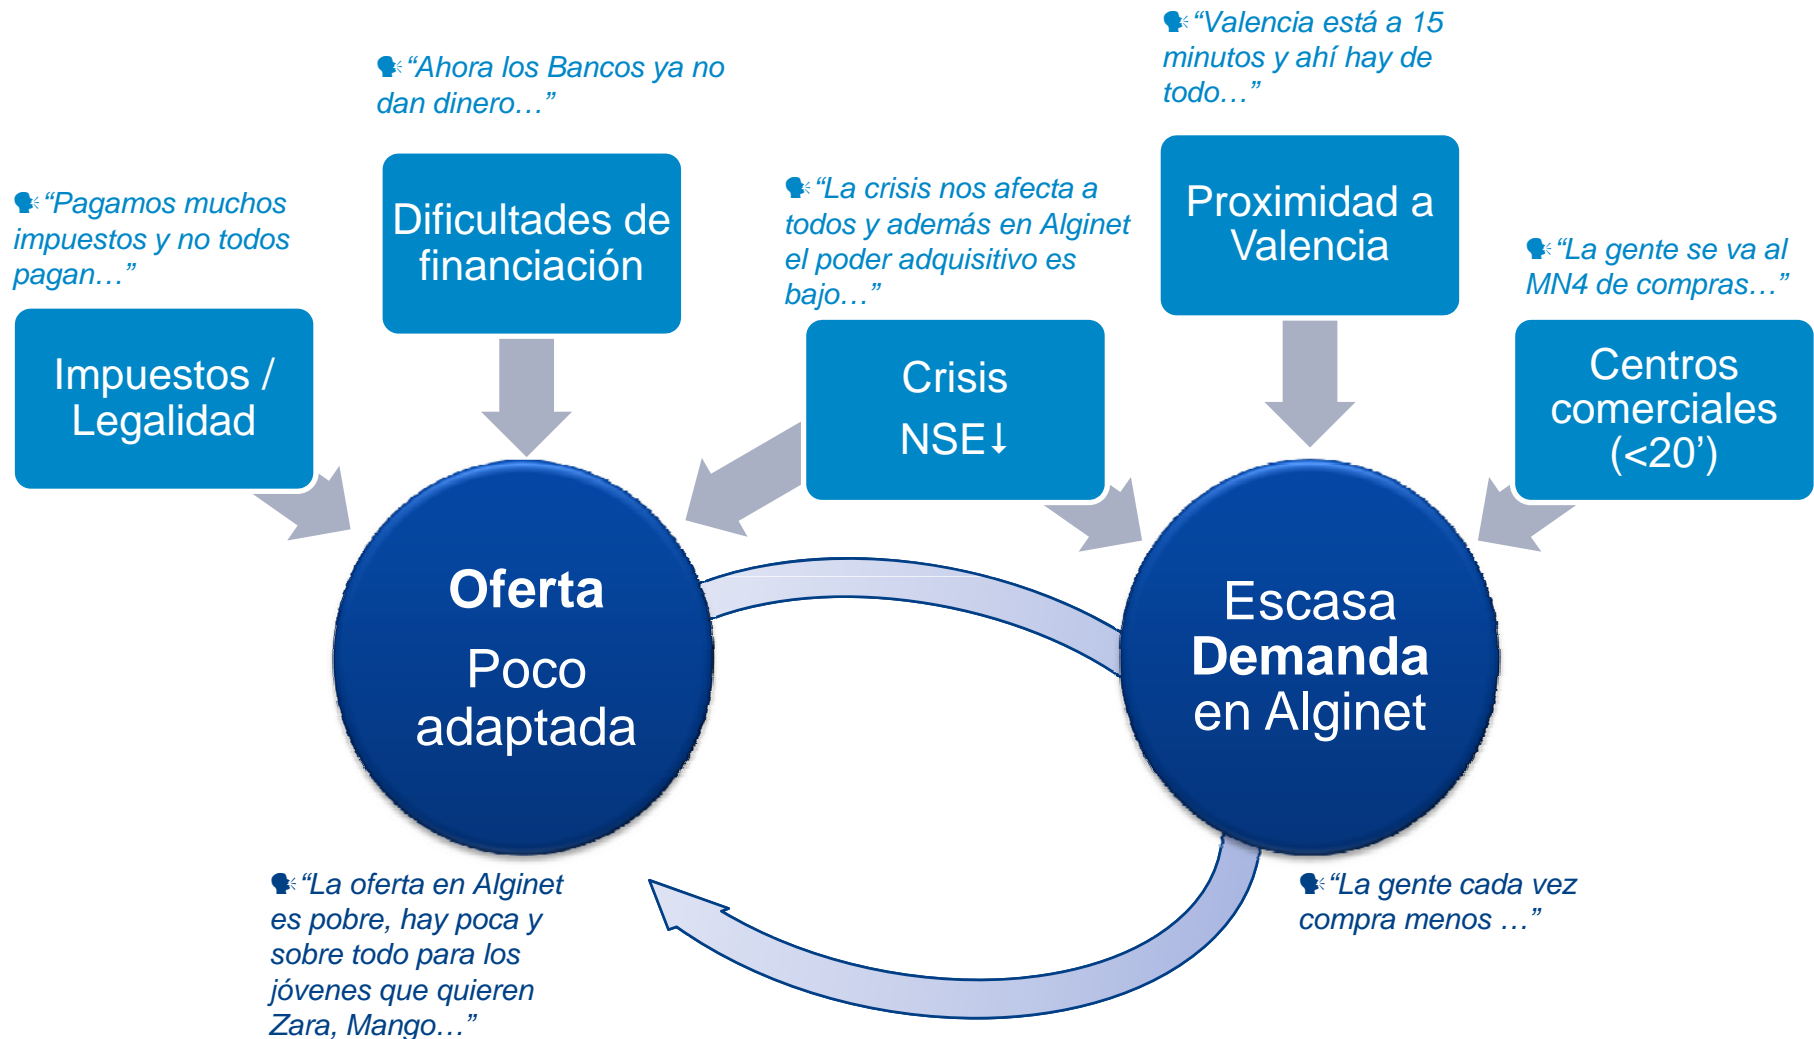 🗣“Pagamos muchos
impuestos y no todos
pagan…”
Impuestos /
Legalidad
🗣“Ahora los Bancos ya no
dan dinero…”
Dificultades de
financiación
🗣“La crisis nos afecta a
todos y además en Alginet
el poder adquisitivo es
bajo…”
Crisis
NSE↓
🗣“Valencia está a 15
minutos y ahí hay de
todo…”
Proximidad a
Valencia
🗣“La gente se va al
MN4 de compras…”
Centros
comerciales
(<20’)
Oferta
Poco
adaptada
Escasa
Demanda
en Alginet
🗣“La oferta en Alginet
es pobre, hay poca y
sobre todo para los
jóvenes que quieren
Zara, Mango…”
🗣“La gente cada vez
compra menos …”